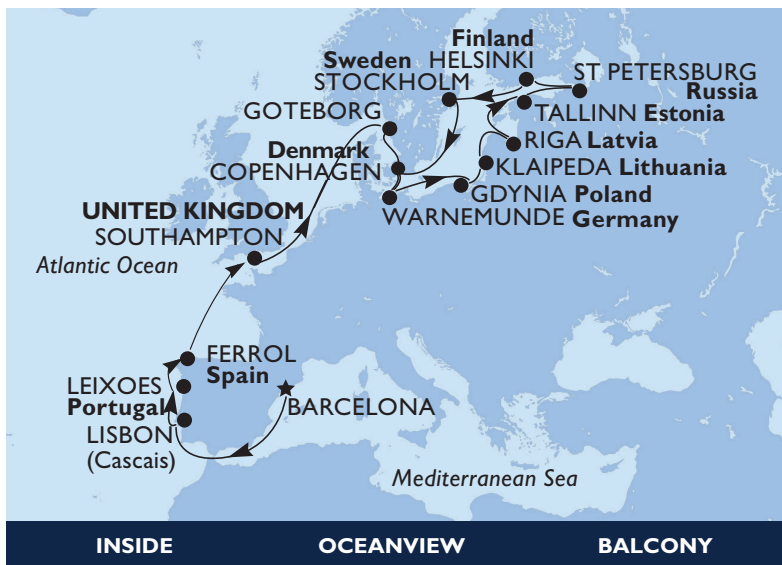 Finland
Sweden HELSINKI
STOCKHOLM
ST PETERSBURG
Russia
GOTEBORG
TALLINN Estonia
RIGA Latvia
Denmark
COPENHAGEN
KLAIPEDA Lithuania
GDYNIA Poland
WARNEMUNDE Germany
UNITED KINGDOM
SOUTHAMPTON
Atlantic Ocean
FERROL
Spain
LEIXOES
Portugal
BARCELONA
LISBON
(Cascais)
Mediterranean Sea
INSIDE OCEANVIEW BALCONY